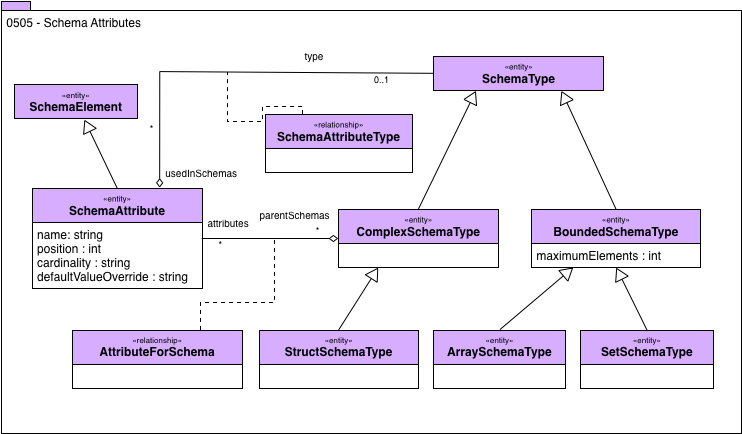 0505 - Schema Attributes
type
«entity»
SchemaType
0..1
«entity»
SchemaElement
«relationship»
SchemaAttributeType
*
usedInSchemas
«entity»
SchemaAttribute
name: string
position : int
cardinality : string
defaultValueOverride : string
attributes
*
parentSchemas
*
«entity»
ComplexSchemaType
«entity»
BoundedSchemaType
maximumElements : int
«relationship»
AttributeForSchema
«entity»
StructSchemaType
«entity»
ArraySchemaType
«entity»
SetSchemaType